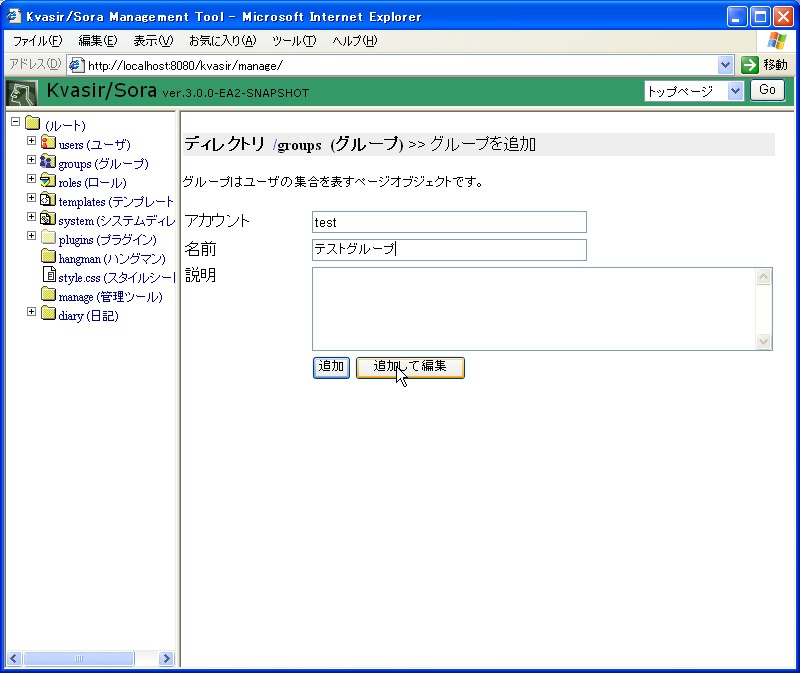 Kvasir/Sora Management Tool - Microsoft Internet Explorer
ファイル(F) 編集(E) 表示(V) お気に入り(A) ツール(T) ヘルプ(H)
アドレス(D) http://localhost:8080/kvasir/manage/ 移動
Kvasir/Sora ver.3.0.0-EA2-SNAPSHOT トップページ Go
(ルート)
users (ユーザ)
groups (グループ)
roles (ロール)
templates (テンプレート
system (システムディレ
plugins (プラグイン)
hangman (ハングマン)
style.css (スタイルシート
manage (管理ツール)
diary (日記)
ディレクトリ /groups (グループ) >> グループを追加
グループはユーザの集合を表すページオブジェクトです。
アカウント test
名前 テストグループ
説明
追加 追加して編集